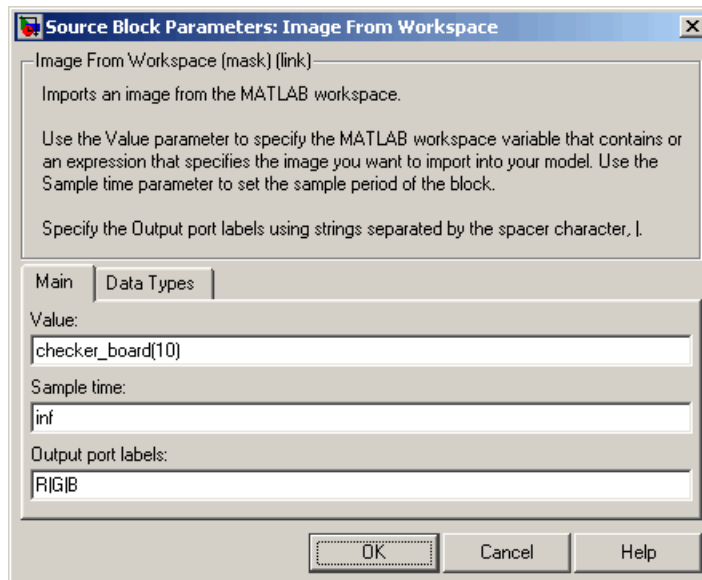 Source Block Parameters: Image From Workspace
Image From Workspace (mask) (link)
Imports an image from the MATLAB workspace.
Use the Value parameter to specify the MATLAB workspace variable that contains or
an expression that specifies the image you want to import into your model. Use the
Sample time parameter to set the sample period of the block.
Specify the Output port labels using strings separated by the spacer character, |.
Main Data Types
Value:
checker_board(10)
Sample time:
inf
Output port labels:
R|G|B
OK Cancel Help